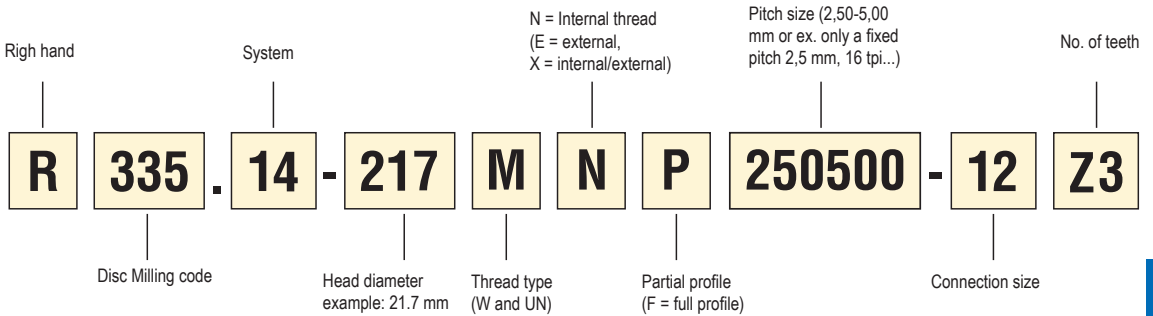 Righ hand
System
N = Internal thread
(E = external,
X = internal/external)
Pitch size (2,50-5,00
mm or ex. only a fixed
pitch 2,5 mm, 16 tpi...)
No. of teeth
R 335 . 14 - 217 M N P 250500 - 12 Z3
Disc Milling code
Head diameter
example: 21.7 mm
Thread type
(W and UN)
Partial profile
(F = full profile)
Connection size